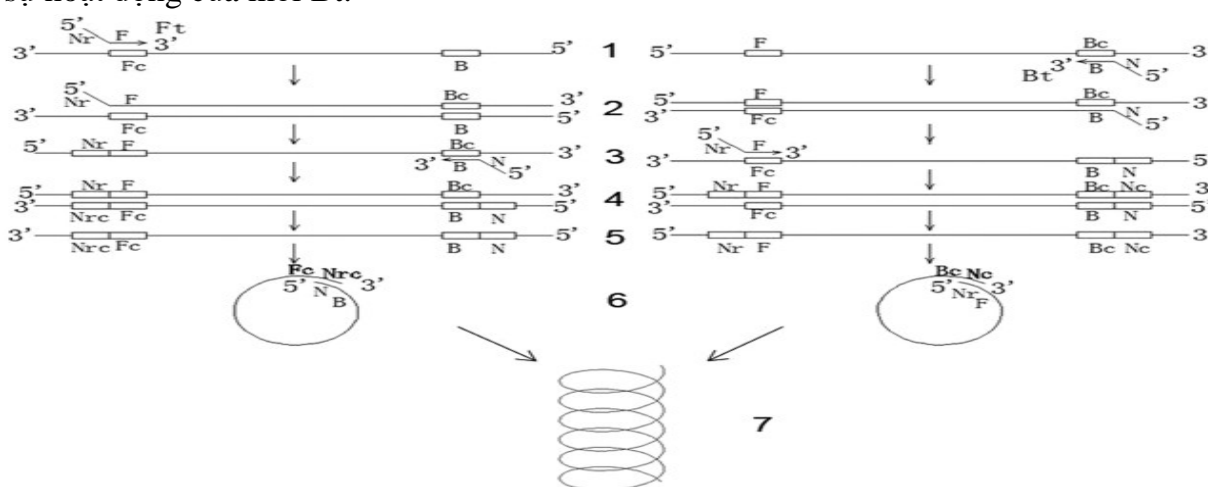 sự hoạt động của mồi Bt.
5' Ft
Nr F 3'
3' 5' 1 5' F Bc 3'
Fc B Bt 3' B N 5'
5'
Nr F Bc 3' 2 5' F Bc 3'
3' Fc B 5' 3' Fc B N 5'
5' Nr F Bc 3' 3 5' Nr F 3'
3' B N 5' 3' Fc B N 5'
Nr F Bc Nr F Bc Nc
5' 3' 4 5' 3'
3' 5' 3' 5'
Nrc Fc B N Fc B N
3' 5' 5 5' 3'
Nrc Fc B N Nr F Bc Nc
Fc Nrc 3' Bc Nc 3'
5' N B 6 5' Nr F
7